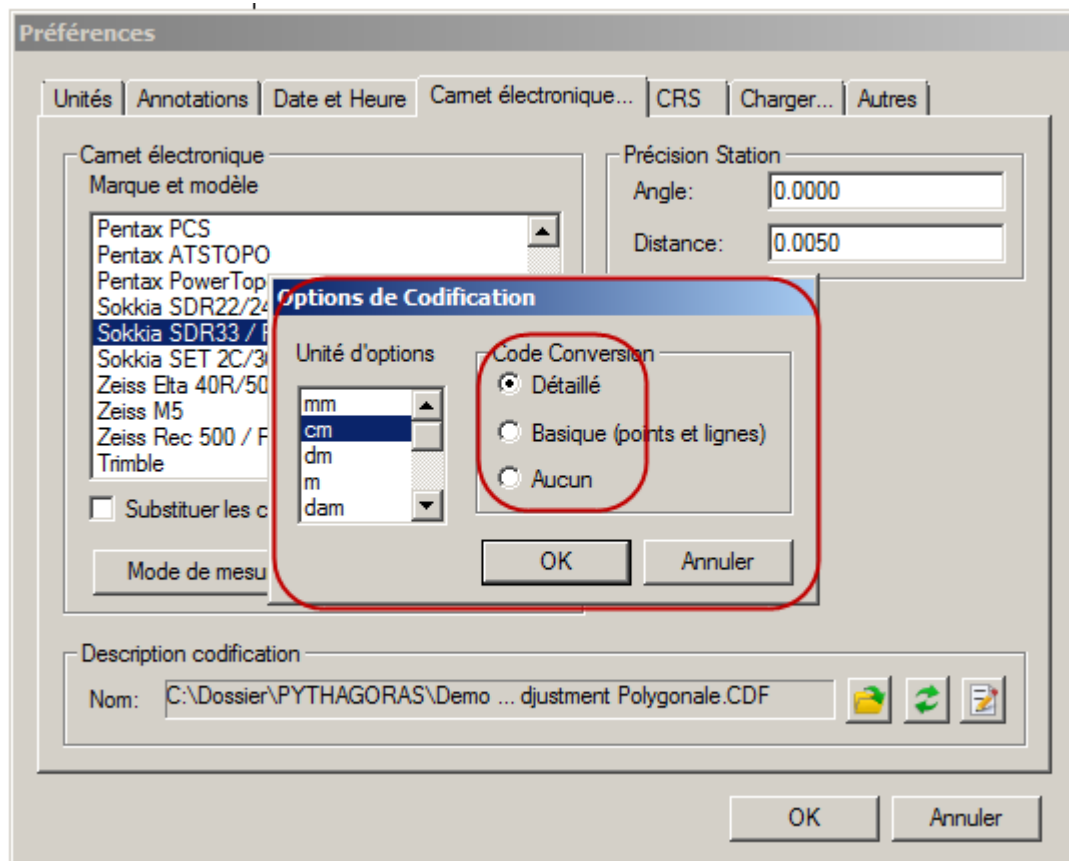 Préférences
Unités
Annotations
Date et Heure
Carnet électronique...
CRS
Charger...
Autres
Carnet électronique
Marque et modèle
Pentax PCS
Pentax ATSTOPO
Pentax PowerTop
Sokkia SDR22/24
Sokkia SDR33 /
Sokkia SET 2C/3
Zeiss Elta 40R/50
Zeiss M5
Zeiss Rec 500 /
Trimble
Substituer les c
Mode de mesu
Précision Station
Angle: 0.0000
Distance: 0.0050
Options de Codification
Unité d'options
mm
cm
dm
m
dam
Code Conversion
Détaillé
Basique (points et lignes)
Aucun
OK
Annuler
Description codification
Nom: C:\Dossier\PYTHAGORAS\Demo ... djustment Polygonale.CDF
OK
Annuler